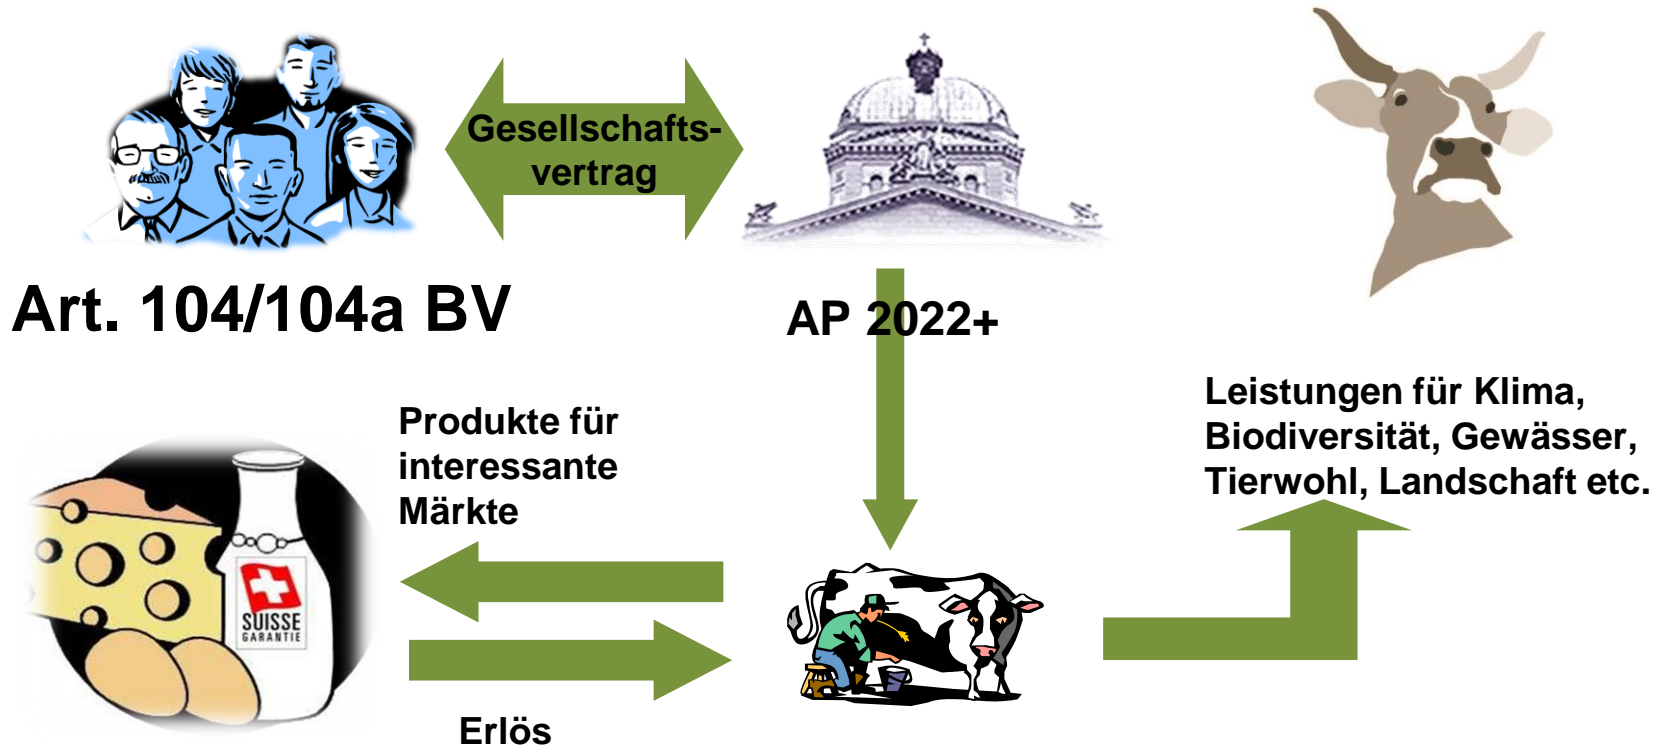 Gesellschafts-
vertrag
Art. 104/104a BV
AP 2022+
Produkte für
interessante
Märkte
Leistungen für Klima,
Biodiversität, Gewässer,
Tierwohl, Landschaft etc.
SUISSE
GARANTIE
Erlös